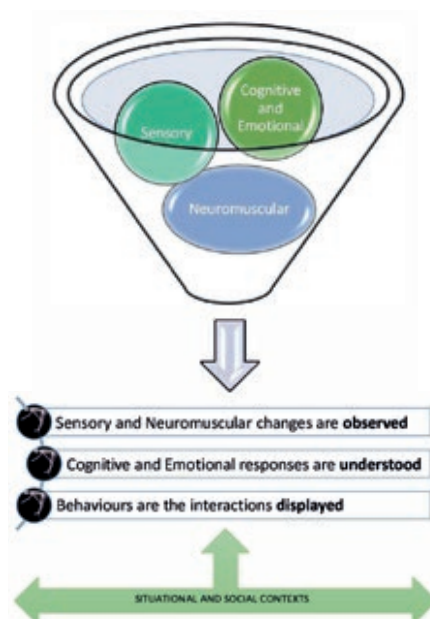 Cognitive
and
Emotional
Sensory
Neuromuscular
Sensory and Neuromuscular changes are observed
Cognitive and Emotional responses are understood
Behaviours are the interactions displayed
SITUATIONAL AND SOCIAL CONTEXTS